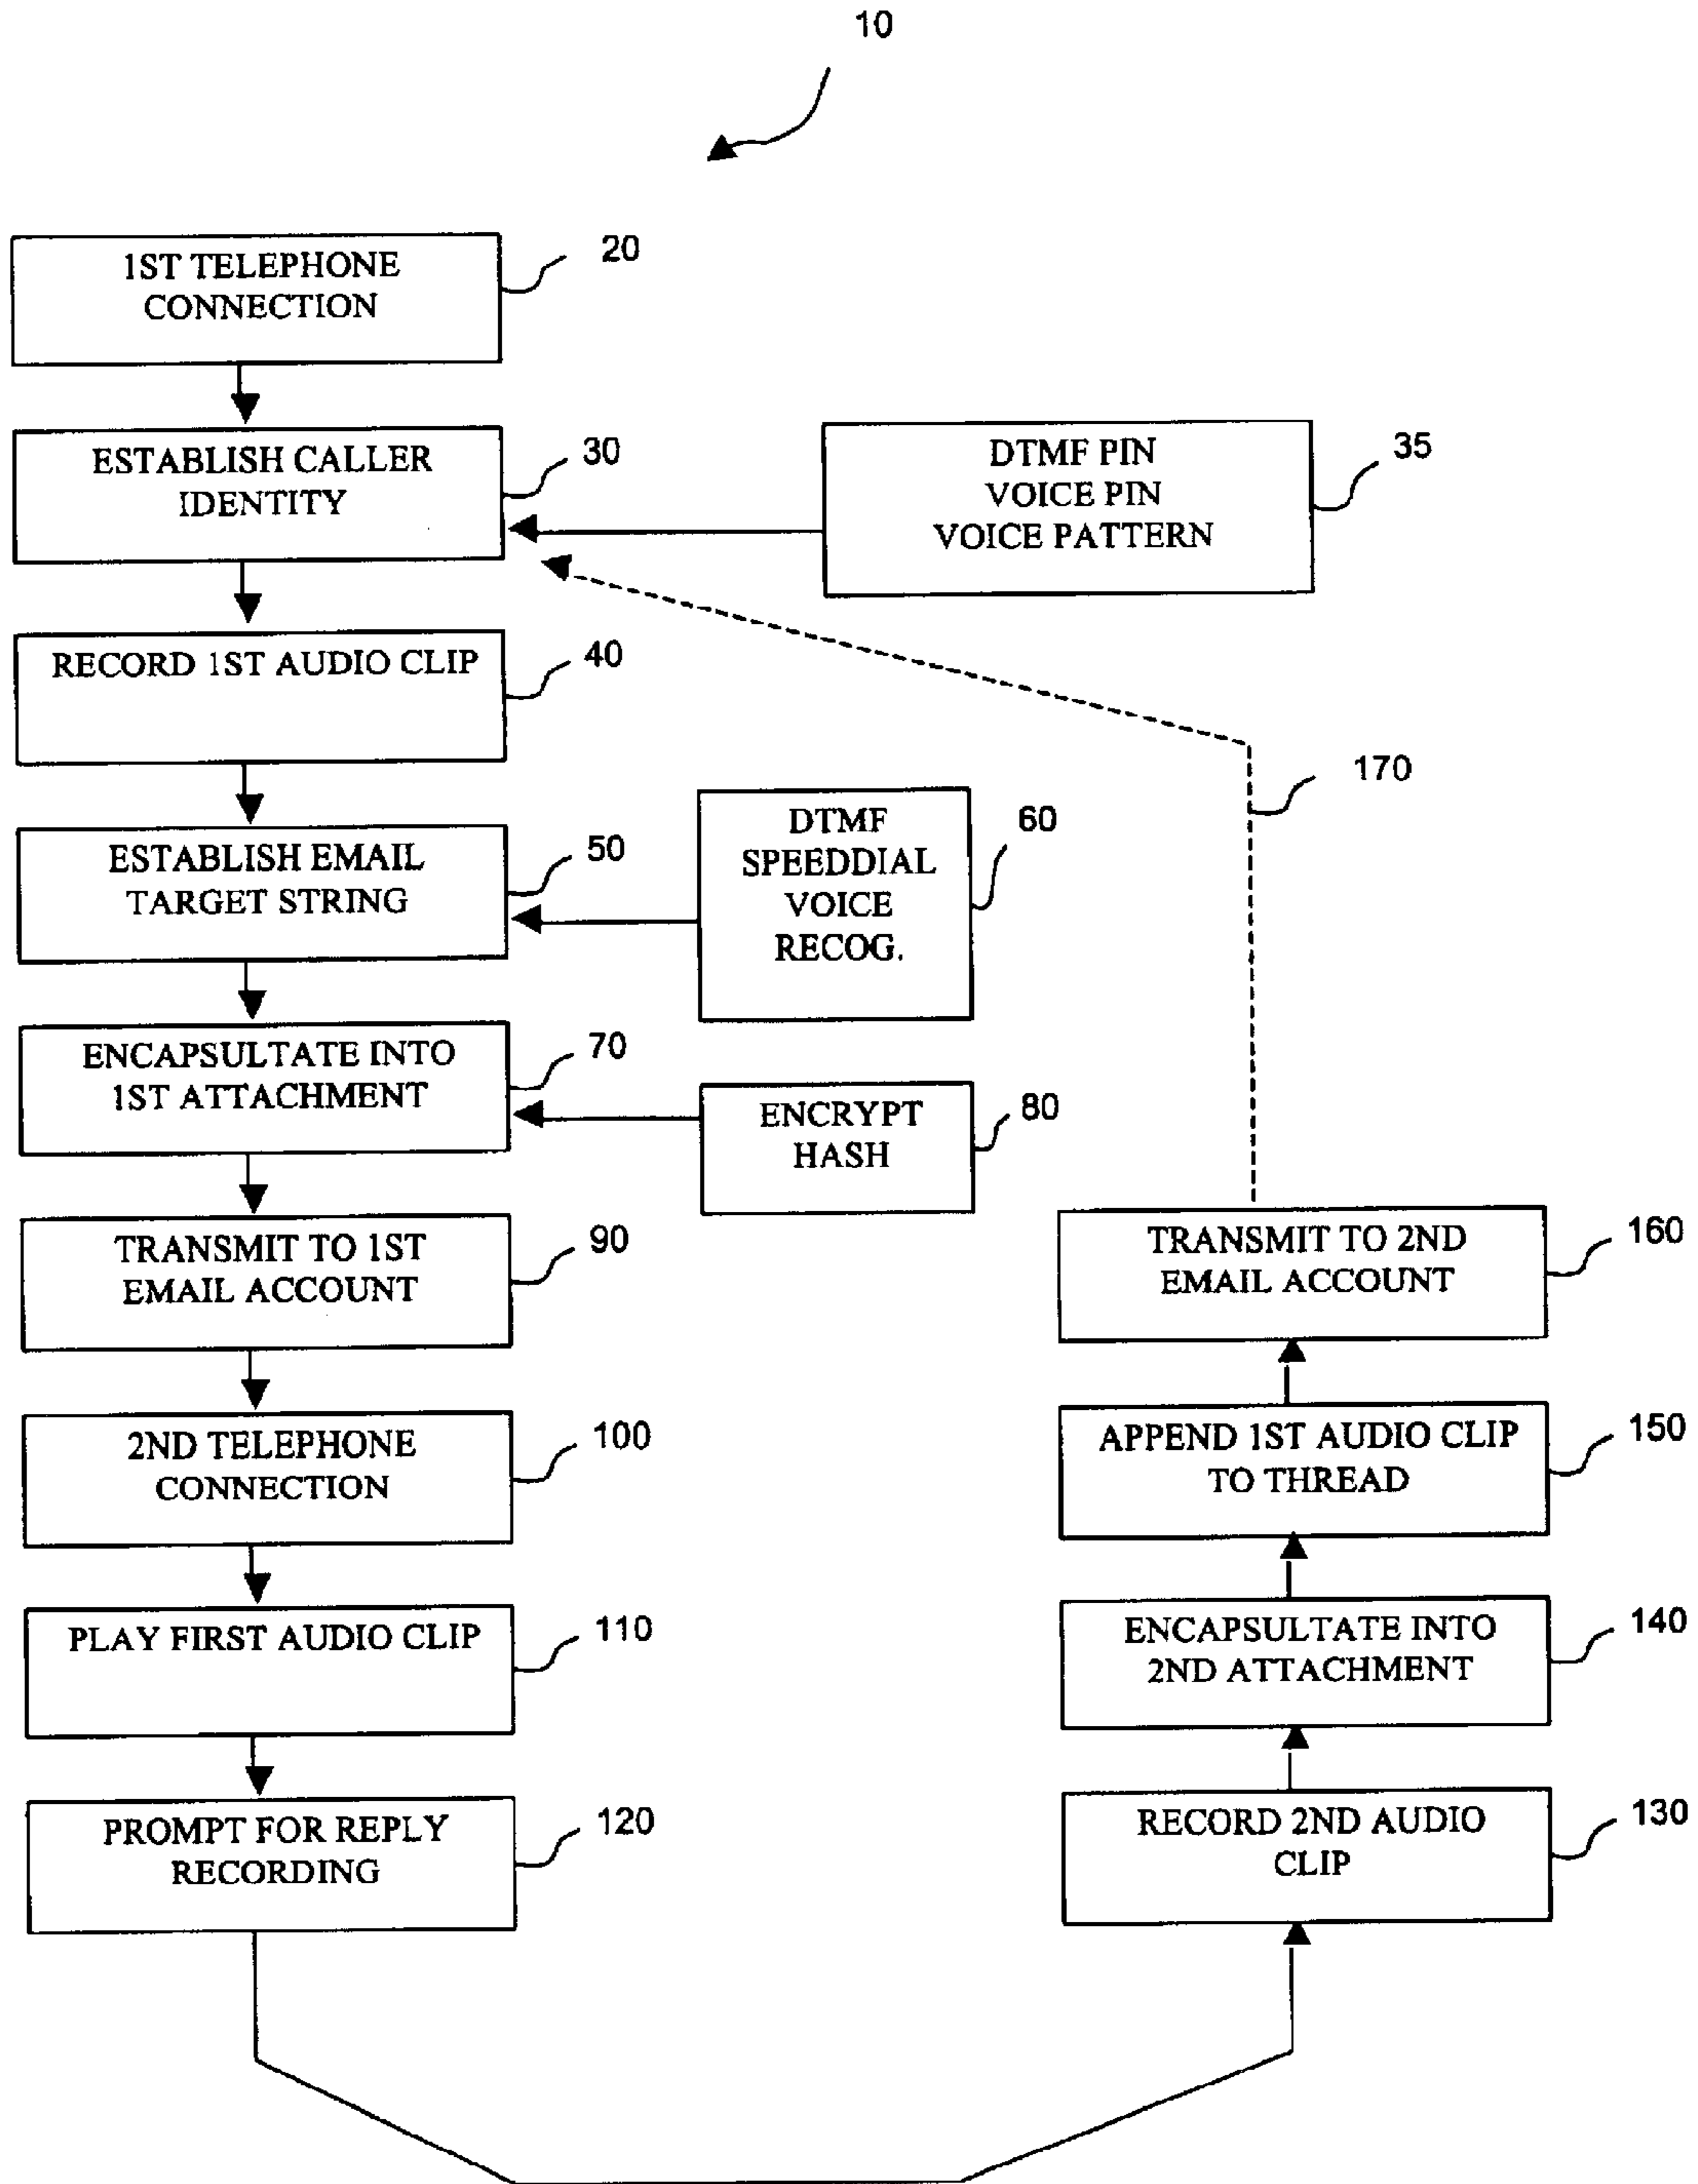 10
1ST TELEPHONE
CONNECTION
20
ESTABLISH CALLER
IDENTITY
30
DTMF PIN
VOICE PIN
VOICE PATTERN
35
RECORD 1ST AUDIO CLIP
40
170
ESTABLISH EMAIL
TARGET STRING
50
DTMF
SPEEDDIAL
VOICE
RECOG.
60
ENCAPSULTATE INTO
1ST ATTACHMENT
70
ENCRYPT
HASH
80
TRANSMIT TO 1ST
EMAIL ACCOUNT
90
2ND TELEPHONE
CONNECTION
100
PLAY FIRST AUDIO CLIP
110
PROMPT FOR REPLY
RECORDING
120
TRANSMIT TO 2ND
EMAIL ACCOUNT
160
APPEND 1ST AUDIO CLIP
TO THREAD
150
ENCAPSULTATE INTO
2ND ATTACHMENT
140
RECORD 2ND AUDIO
CLIP
130